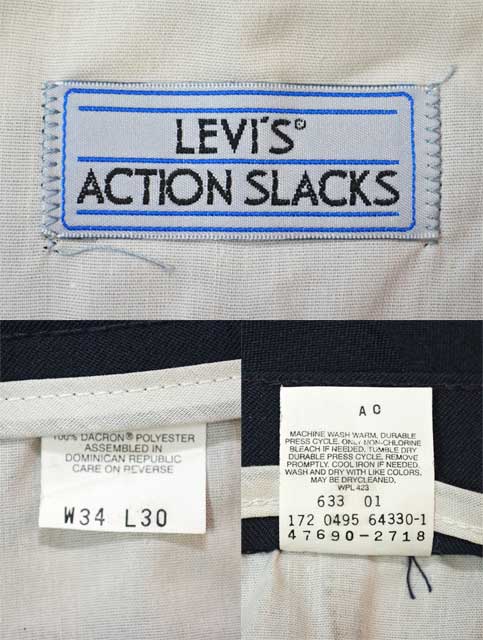 LEVI'S®
ACTION SLACKS
100% DACRON® POLYESTER
ASSEMBLED IN
DOMINICAN REPUBLIC
CARE ON REVERSE
W34 L30
A O
MACHINE WASH WARM, DURABLE
PRESS CYCLE. ONLY NON-CHLORINE
BLEACH IF NEEDED. TUMBLE DRY
DURABLE PRESS CYCLE. REMOVE
PROMPTLY. COOL IRON IF NEEDED.
WASH AND DRY WITH LIKE COLORS.
MAY BE DRYCLEANED.
WPL 423
633 01
172 0495 64330-1
47690-2718